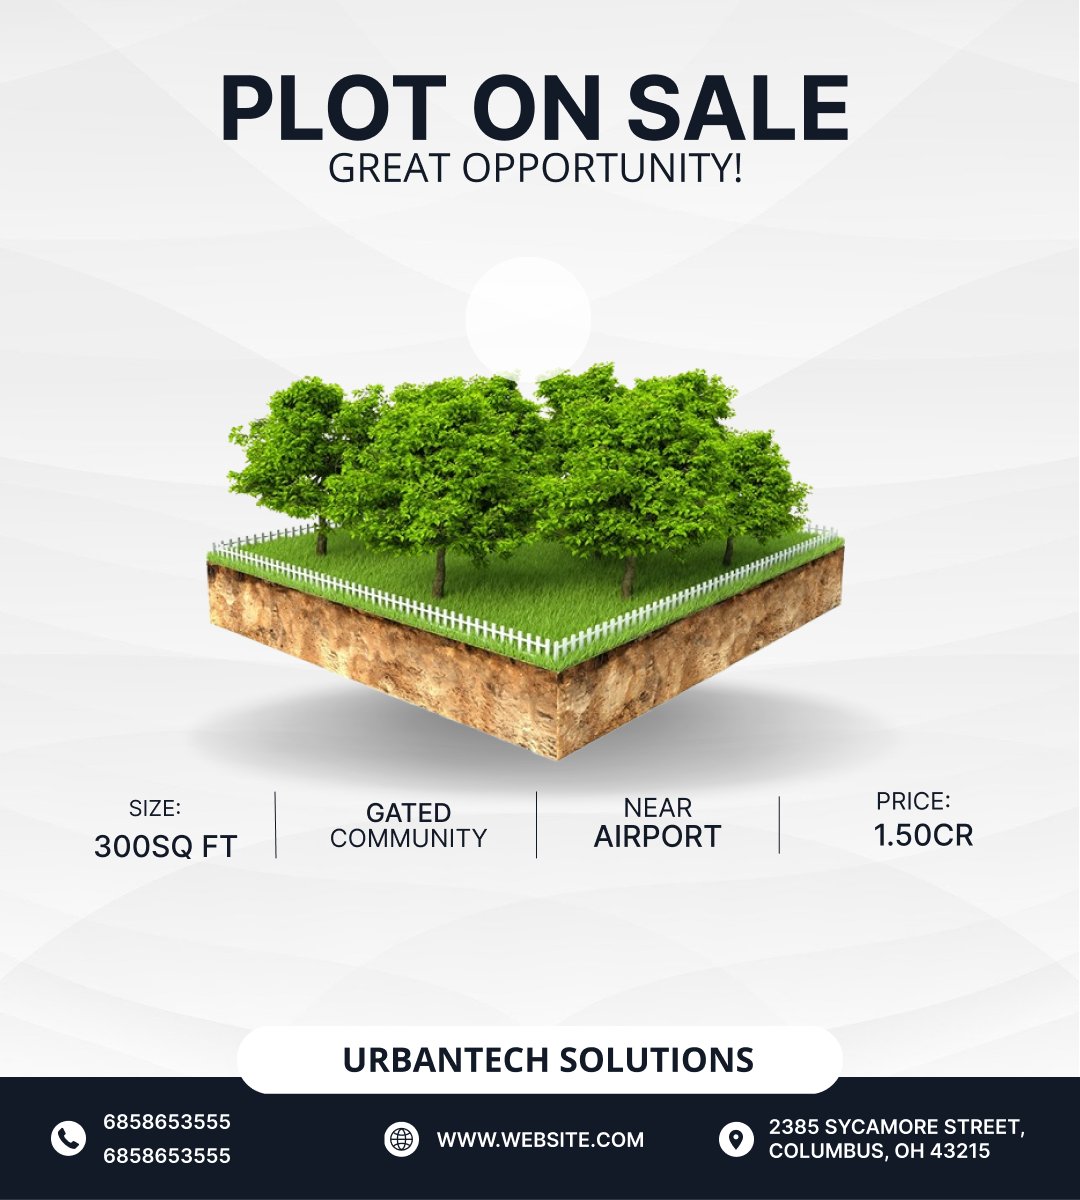 PLOT ON SALE
GREAT OPPORTUNITY!
SIZE:
300SQ FT
GATED
COMMUNITY
NEAR
AIRPORT
PRICE:
1.50CR
URBANTECH SOLUTIONS
6858653555
6858653555
WWW.WEBSITE.COM
2385 SYCAMORE STREET,
COLUMBUS, OH 43215